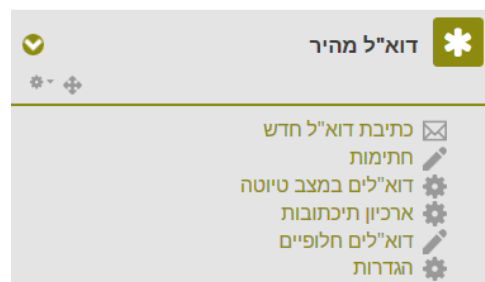 דוא"ל מהיר
כתיבת דוא"ל חדש
חתימות
דוא"לים במצב טיוטה
ארכיון תיכתובות
דוא"לים חלופיים
הגדרות